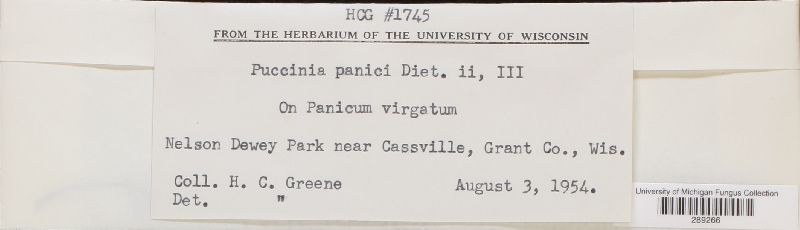 HCG #1745
FROM THE HERBARIUM OF THE UNIVERSITY OF WISCONSIN
Puccinia panici Diet. ii, III
On Panicum virgatum
Nelson Dewey Park near Cassville, Grant Co., Wis.
Coll. H. C. Greene August 3, 1954.
Det. "
University of Michigan Fungus Collection
289266